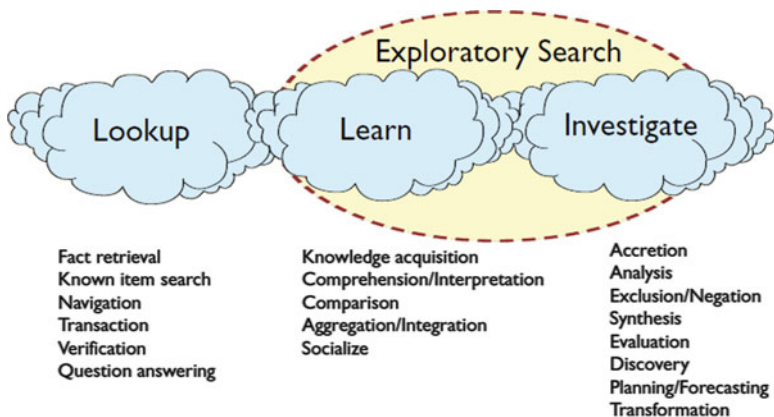 Exploratory Search
Lookup
Learn
Investigate
Fact retrieval
Known item search
Navigation
Transaction
Verification
Question answering
Knowledge acquisition
Comprehension/Interpretation
Comparison
Aggregation/Integration
Socialize
Accretion
Analysis
Exclusion/Negation
Synthesis
Evaluation
Discovery
Planning/Forecasting
Transformation